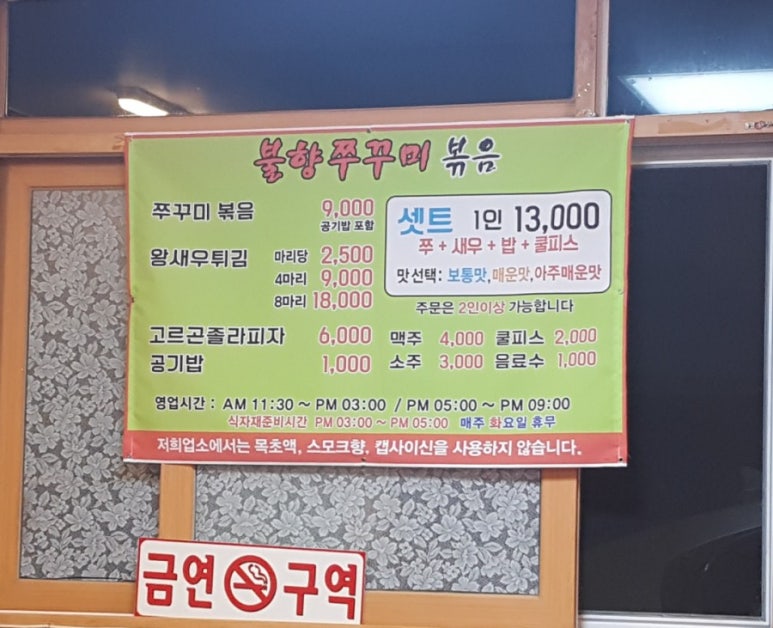 불향쭈꾸미 볶음
쭈꾸미 볶음 9,000
공기밥 포함
왕새우튀김 마리당 2,500
4마리 9,000
8마리 18,000
셋트 1인 13,000
쭈 + 새우 + 밥 + 쿨피스
맛선택: 보통맛,매운맛,아주매운맛
주문은 2인이상 가능합니다
고르곤졸라피자 6,000 맥주 4,000 쿨피스 2,000
공기밥 1,000 소주 3,000 음료수 1,000
영업시간 : AM 11:30 ~ PM 03:00 / PM 05:00 ~ PM 09:00
식자재준비시간 PM 03:00 ~ PM 05:00 매주 화요일 휴무
저희업소에서는 목초액, 스모크향, 캡사이신을 사용하지 않습니다.
금연 구역